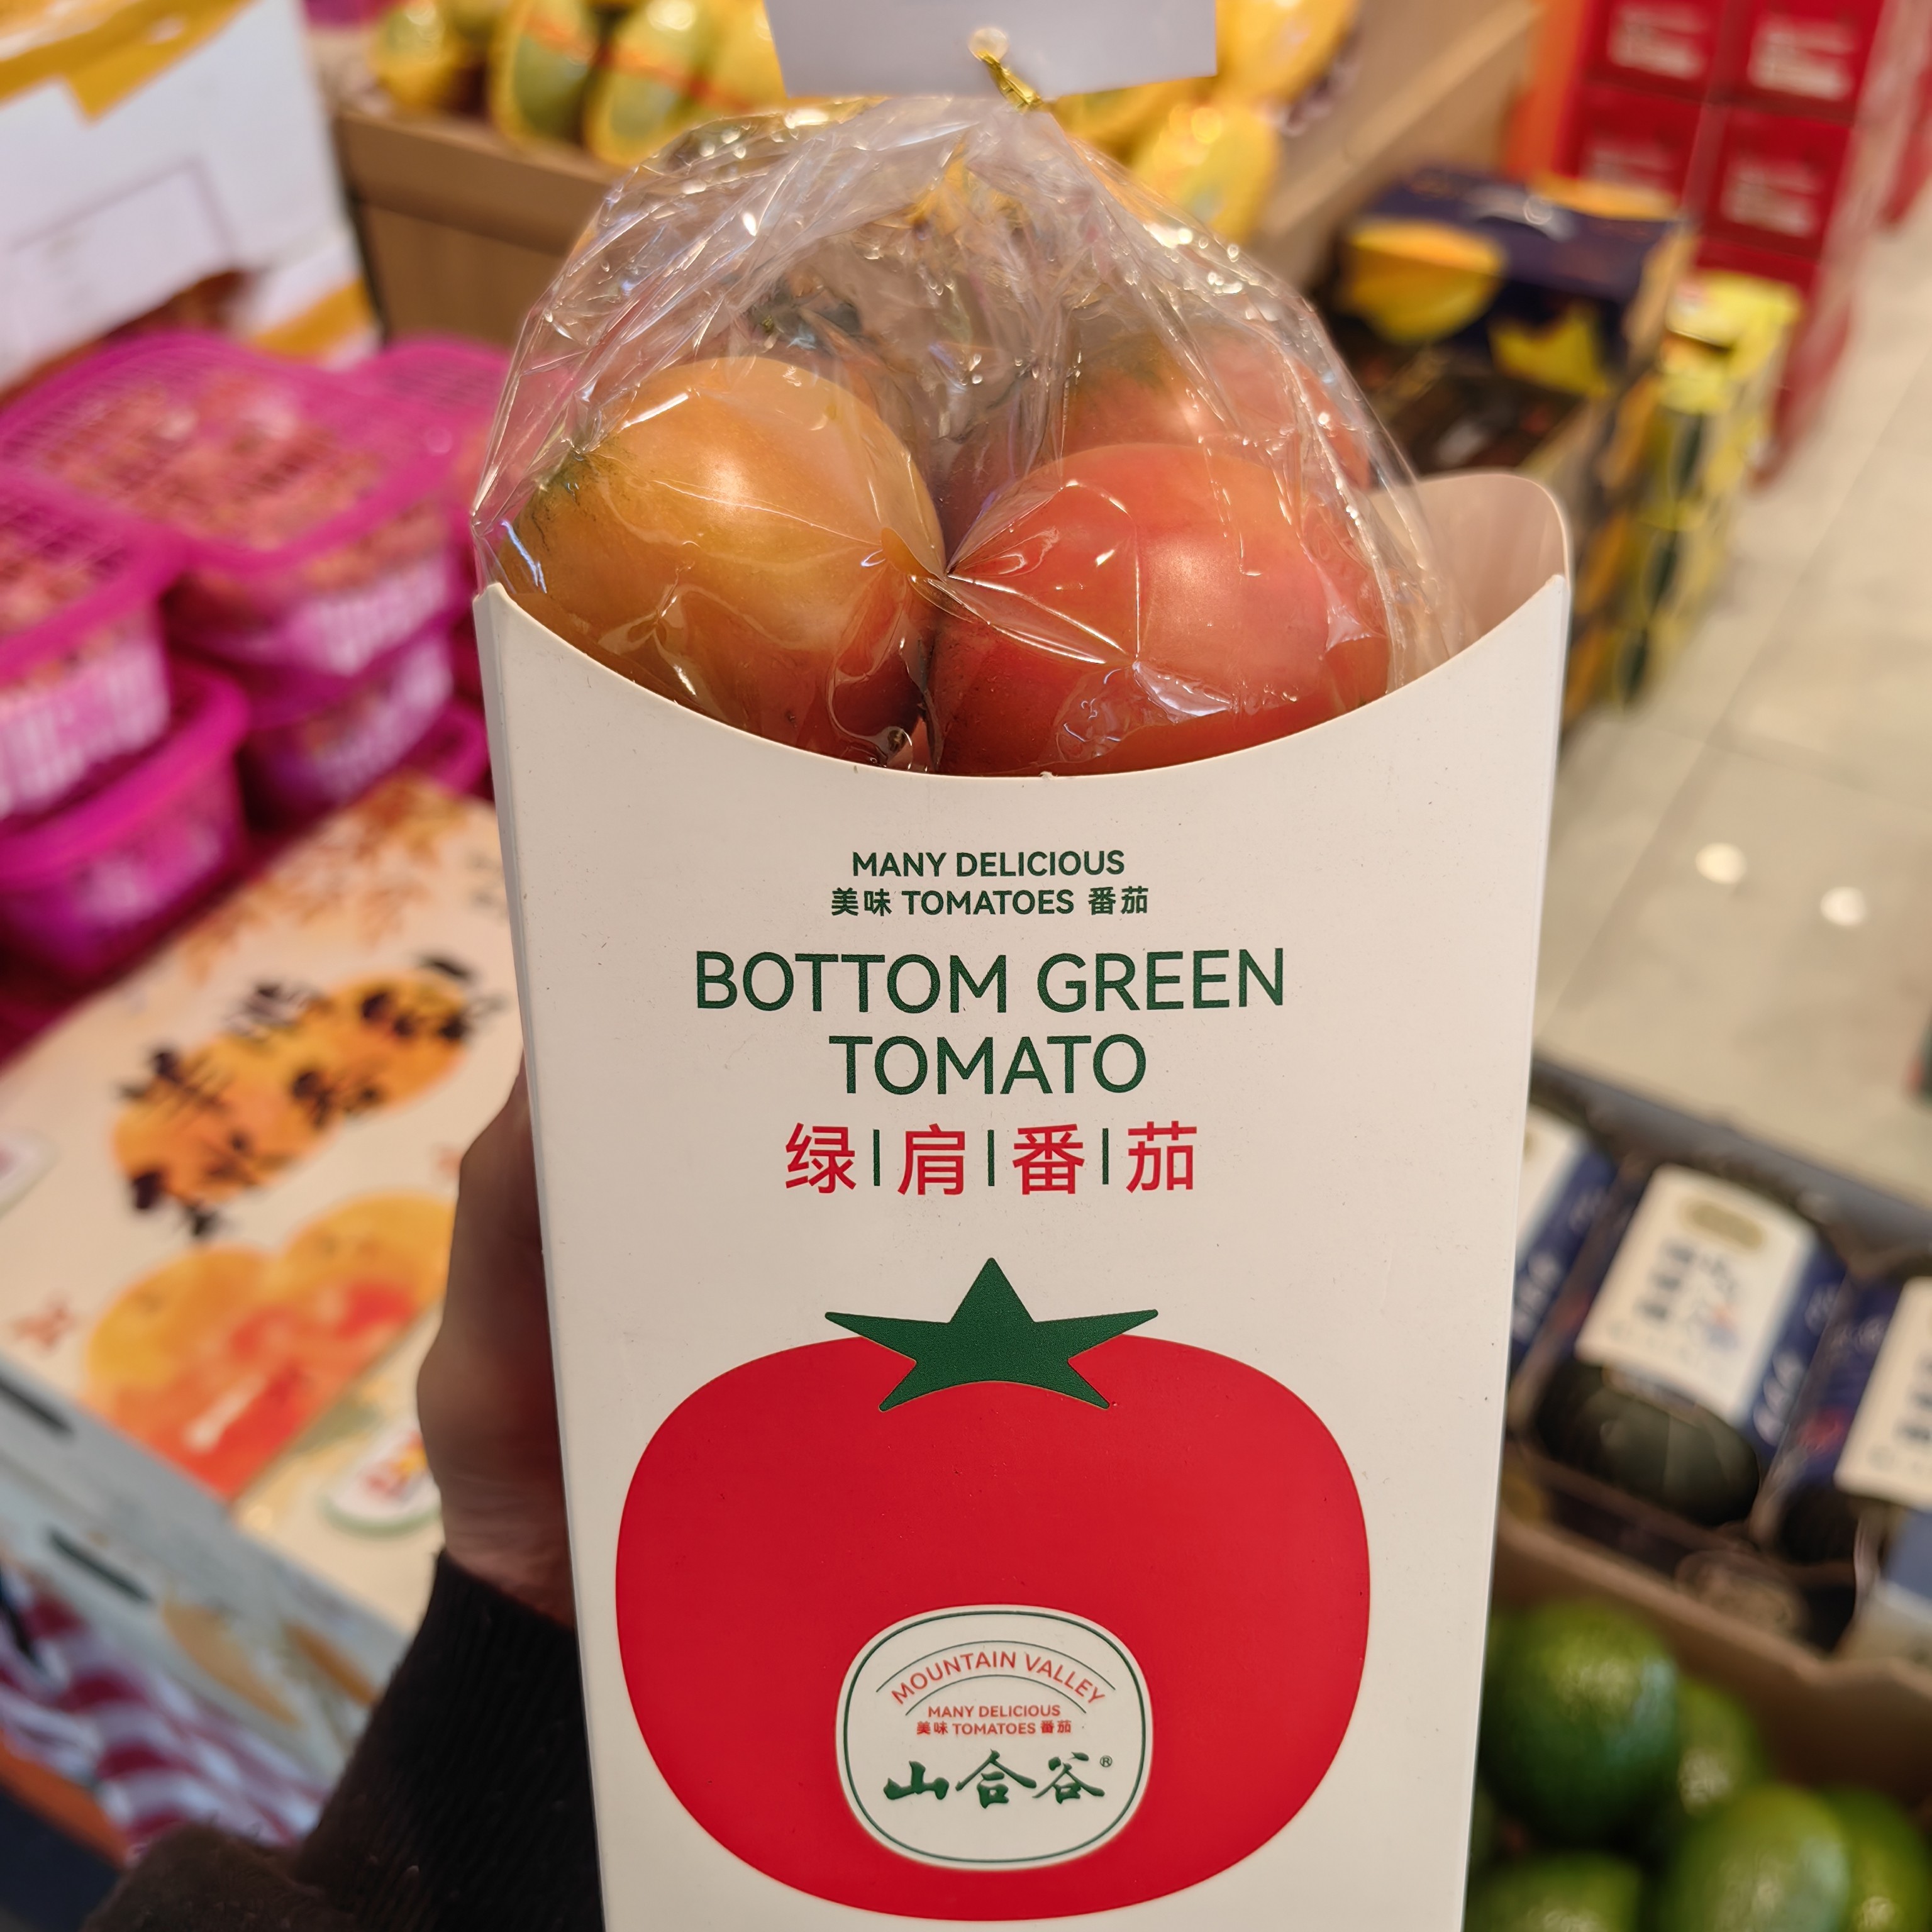 MANY DELICIOUS
美味 TOMATOES 番茄
BOTTOM GREEN
TOMATO
绿|肩|番|茄
MOUNTAIN VALLEY
MANY DELICIOUS
美味 TOMATOES 番茄
山合谷®